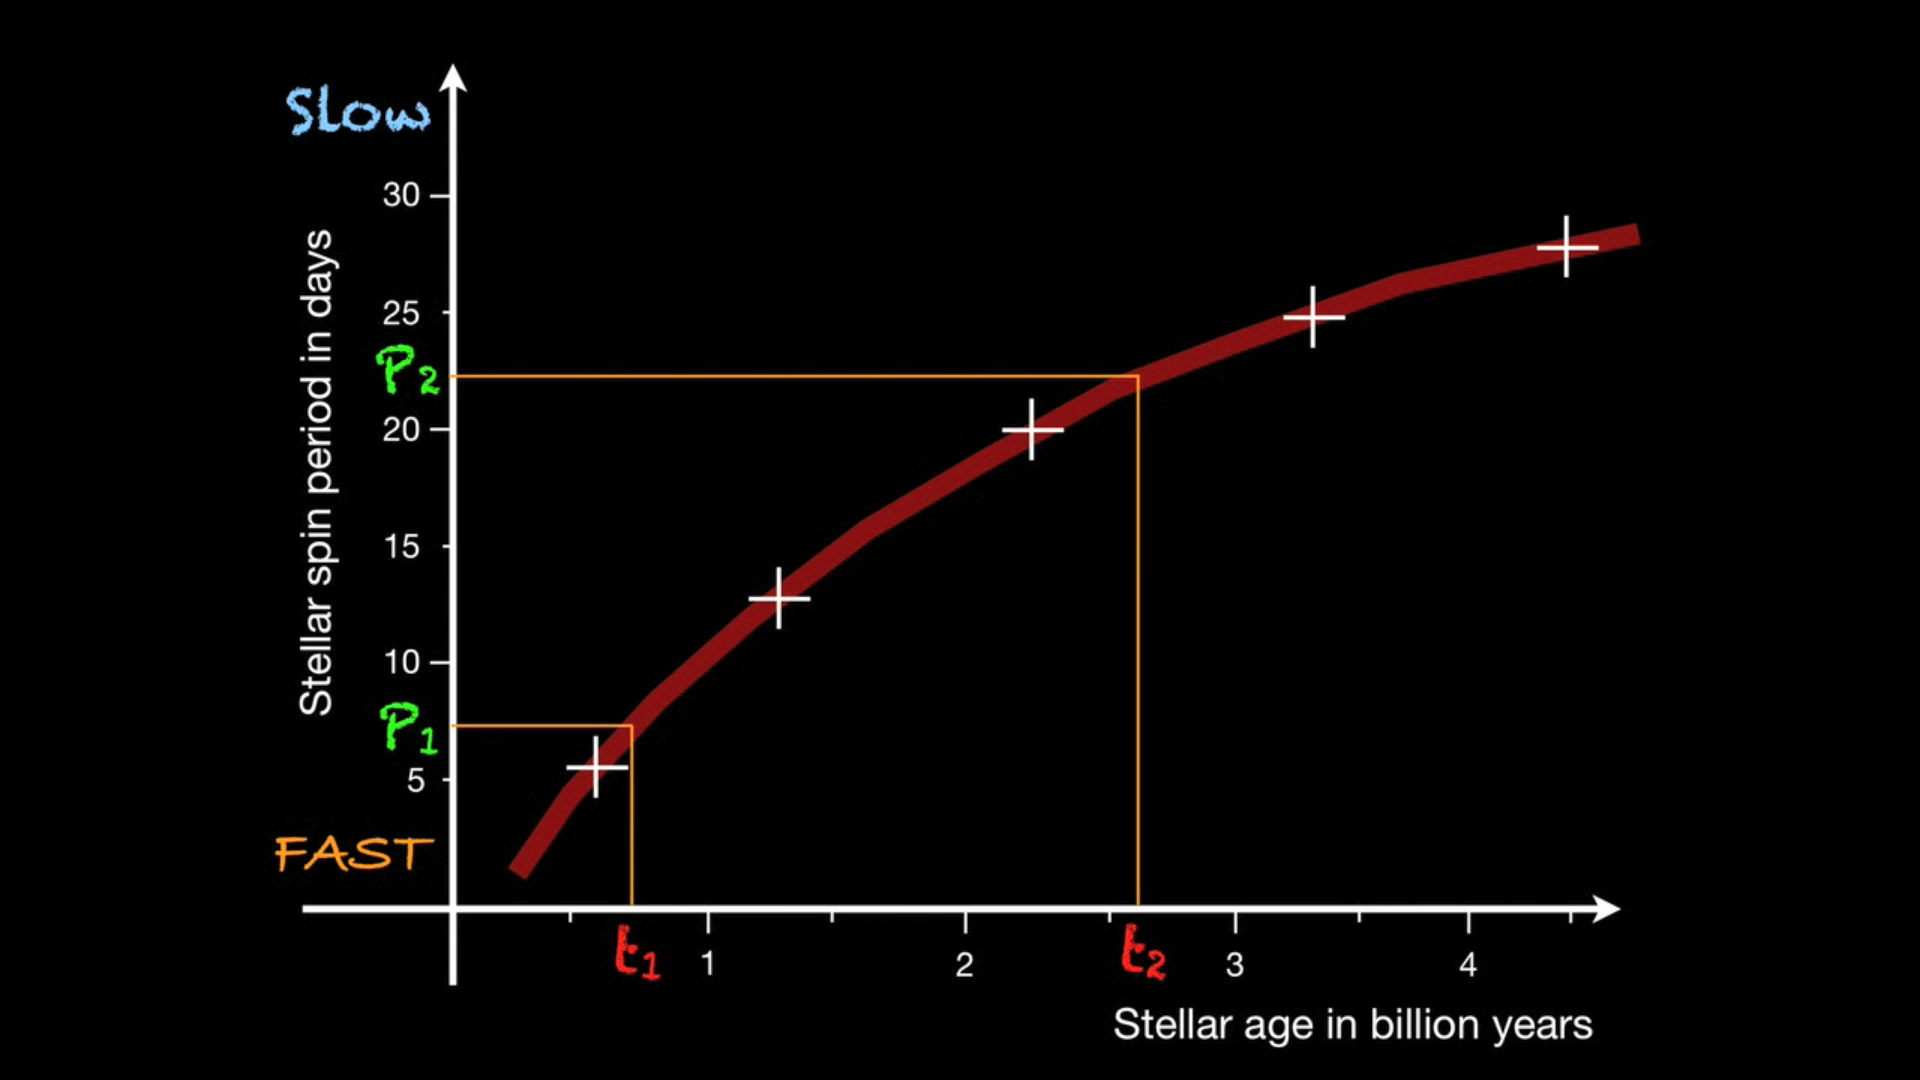 SLOW
30
25
P2
20
15
10
P1
5
FAST
Stellar spin period in days
t1
1
2
t2
3
4
Stellar age in billion years